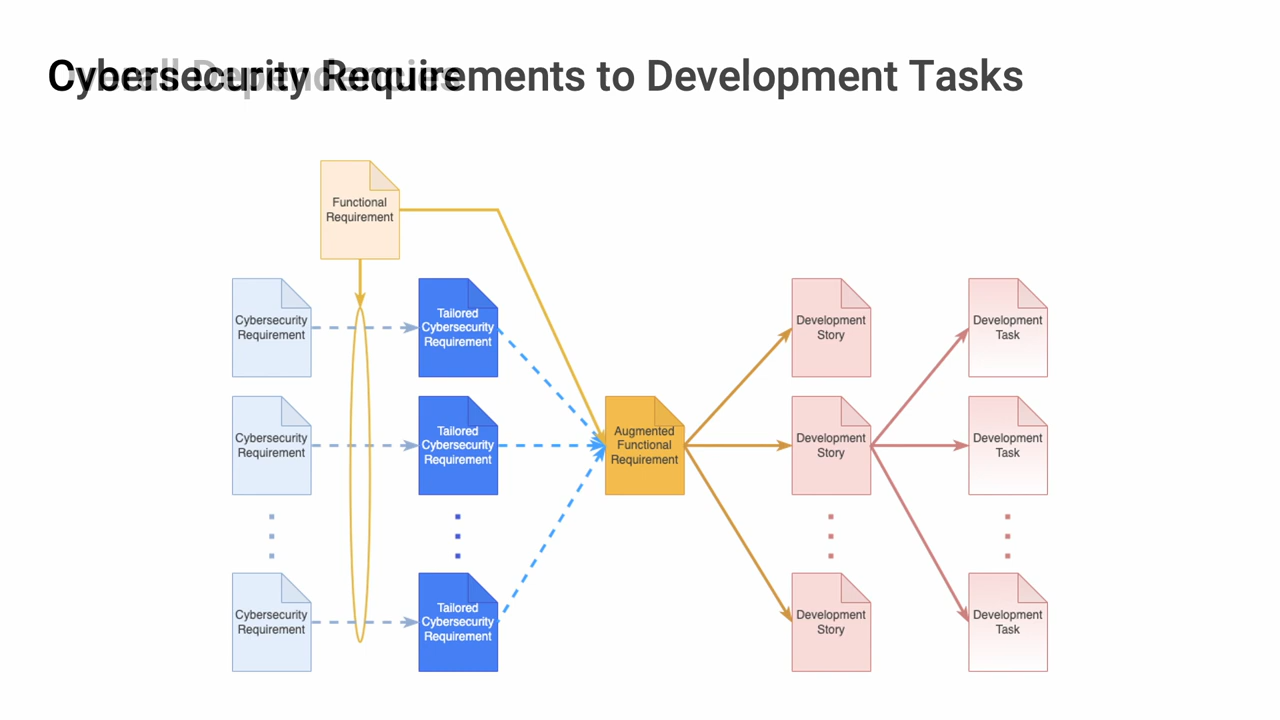 Cybersecurity Requirements to Development Tasks
Functional
Requirement
Cybersecurity
Requirement
Tailored
Cybersecurity
Requirement
Development
Story
Development
Task
Cybersecurity
Requirement
Tailored
Cybersecurity
Requirement
Augmented
Functional
Requirement
Development
Story
Development
Task
Cybersecurity
Requirement
Tailored
Cybersecurity
Requirement
Development
Story
Development
Task